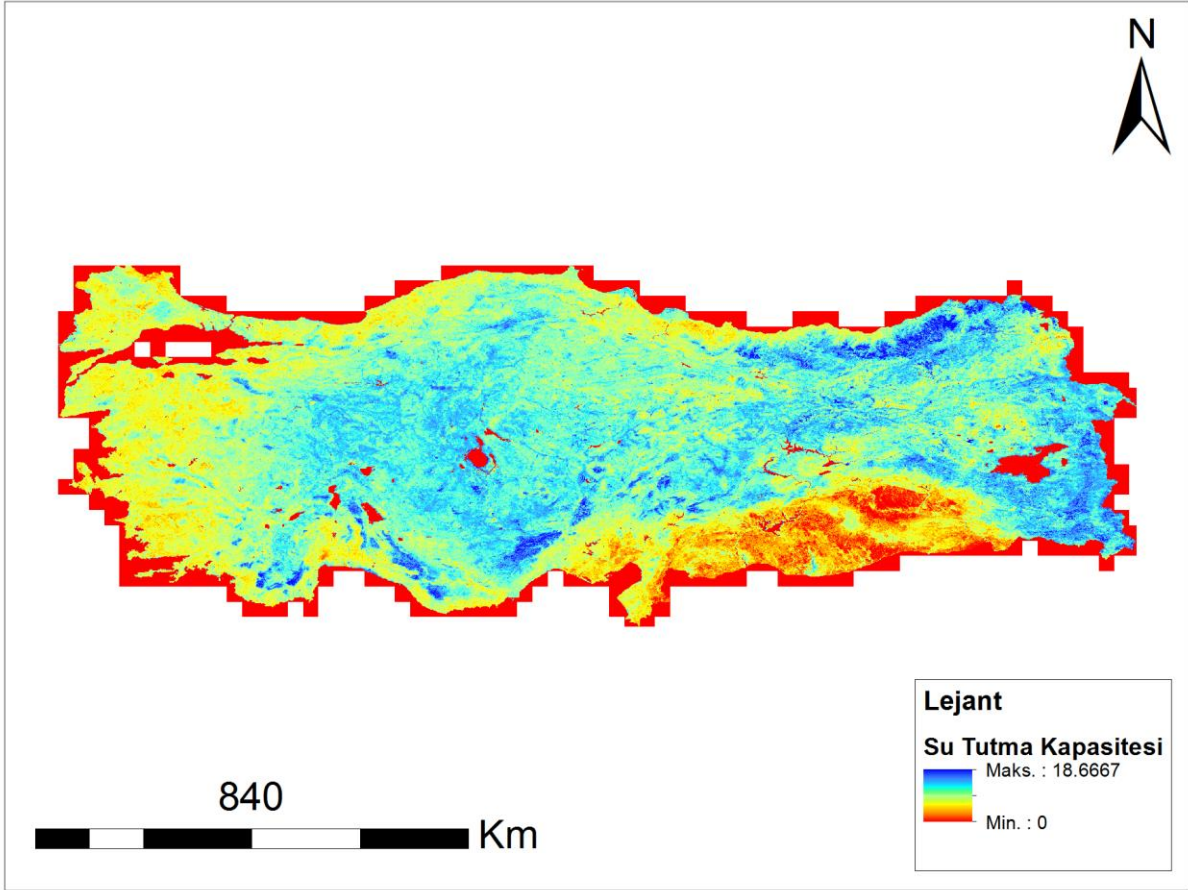 N
840
Km
Lejant
Su Tutma Kapasitesi
Maks. : 18.6667
Min. : 0